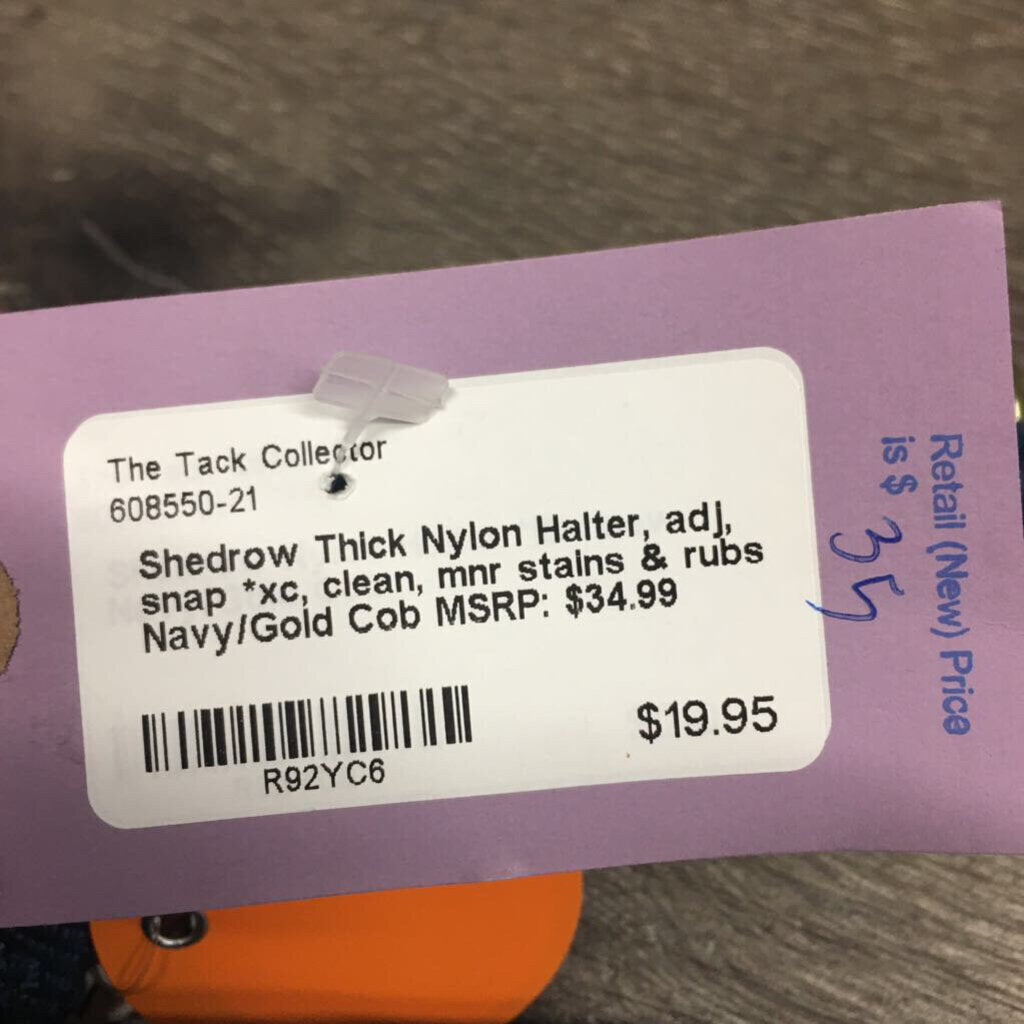 The Tack Collector
608550-21
Shedrow Thick Nylon Halter, adj,
snap *xc, clean, mnr stains & rubs
Navy/Gold Cob MSRP: $34.99
R92YC6
$19.95
Retail (New) Price
is $ 35